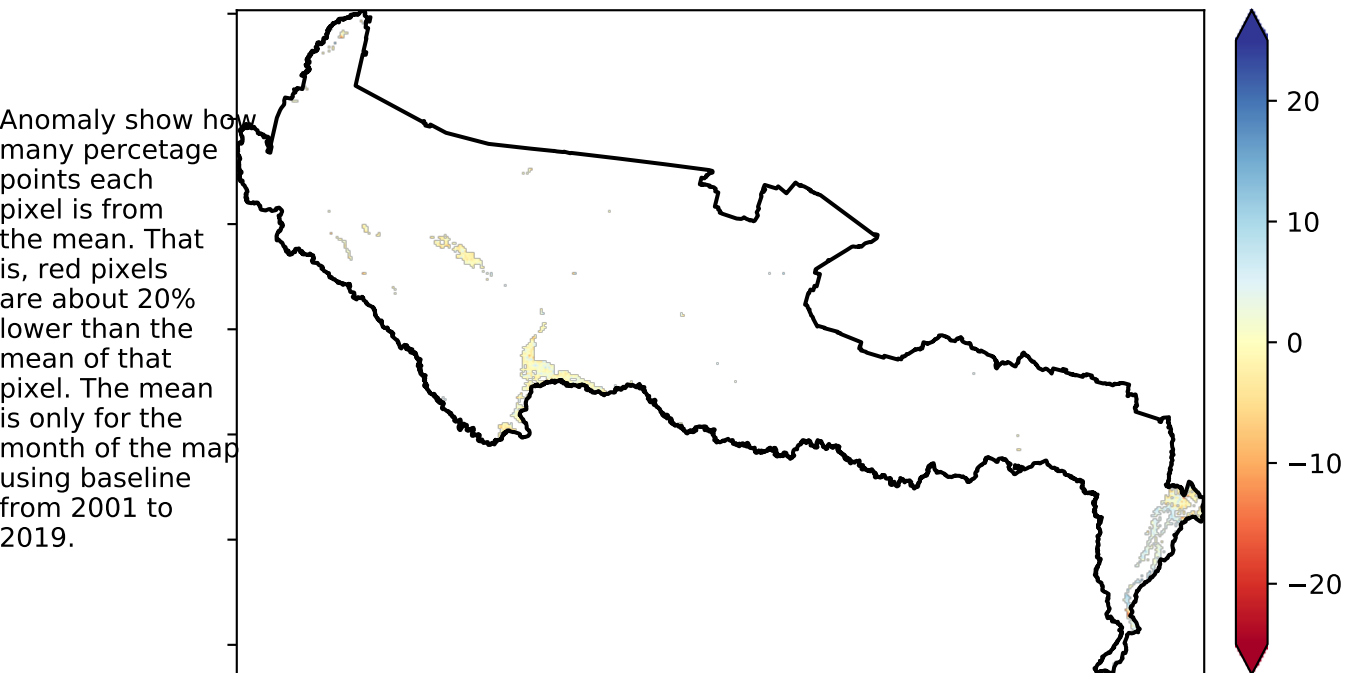 Anomaly show how
many percetage
points each
pixel is from
the mean. That
is, red pixels
are about 20%
lower than the
mean of that
pixel. The mean
is only for the
month of the map
using baseline
from 2001 to
2019.
20
10
0
−10
−20